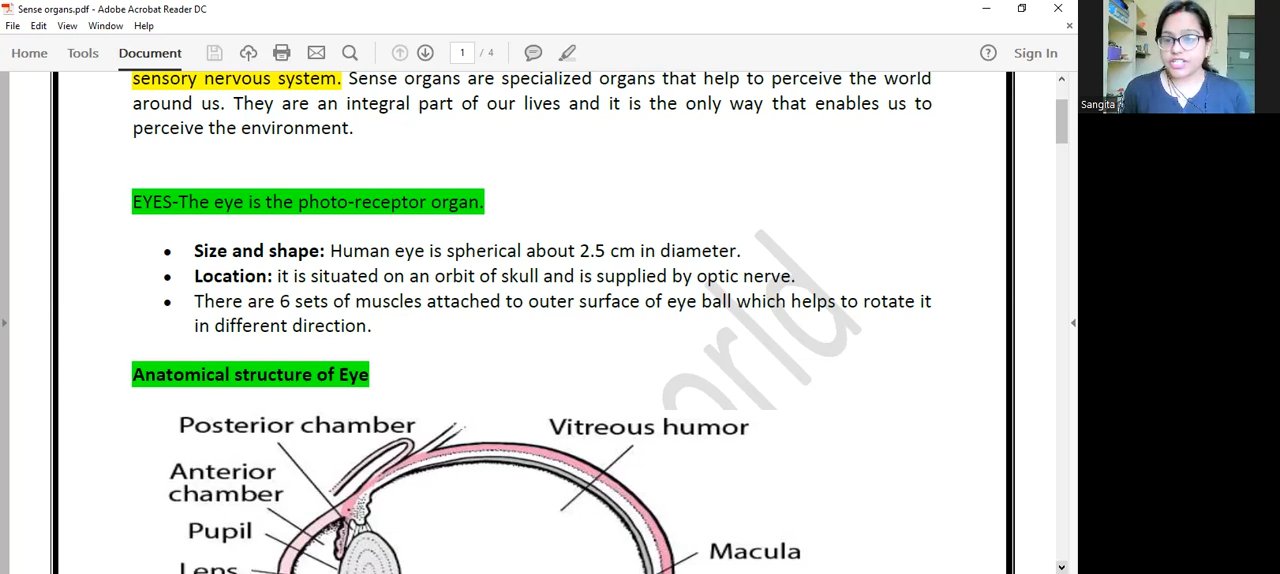 Sense organs.pdf - Adobe Acrobat Reader DC
File Edit View Window Help
Home Tools Document 1 / 4 Sign In
sensory nervous system. Sense organs are specialized organs that help to perceive the world
around us. They are an integral part of our lives and it is the only way that enables us to
perceive the environment.
EYES-The eye is the photo-receptor organ.
• Size and shape: Human eye is spherical about 2.5 cm in diameter.
• Location: it is situated on an orbit of skull and is supplied by optic nerve.
• There are 6 sets of muscles attached to outer surface of eye ball which helps to rotate it
in different direction.
Anatomical structure of Eye
Posterior chamber
Vitreous humor
Anterior
chamber
Pupil
Macula
Lens
orld
Sangita